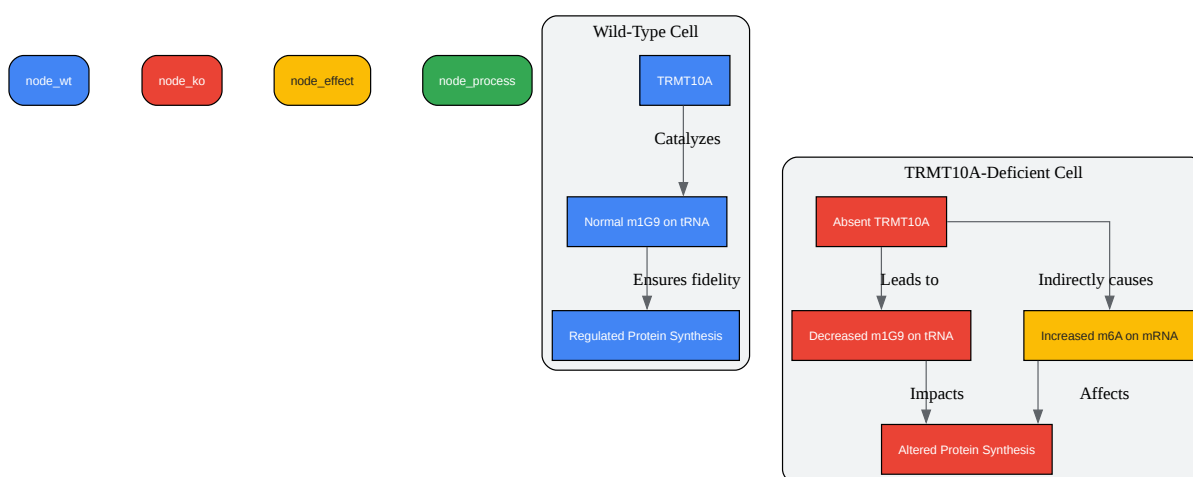 node_wt
node_ko
node_effect
node_process
Wild-Type Cell
TRMT10A
Catalyzes
Normal m1G9 on tRNA
Ensures fidelity
Regulated Protein Synthesis
TRMT10A-Deficient Cell
Absent TRMT10A
Leads to
Indirectly causes
Decreased m1G9 on tRNA
Increased m6A on mRNA
Impacts
Affects
Altered Protein Synthesis